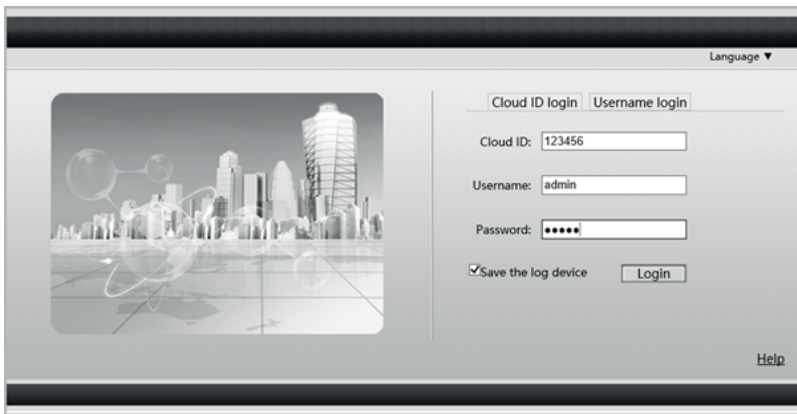 Language ▼
Cloud ID login Username login
Cloud ID: 123456
Username: admin
Password: •••••
Save the log device Login
Help